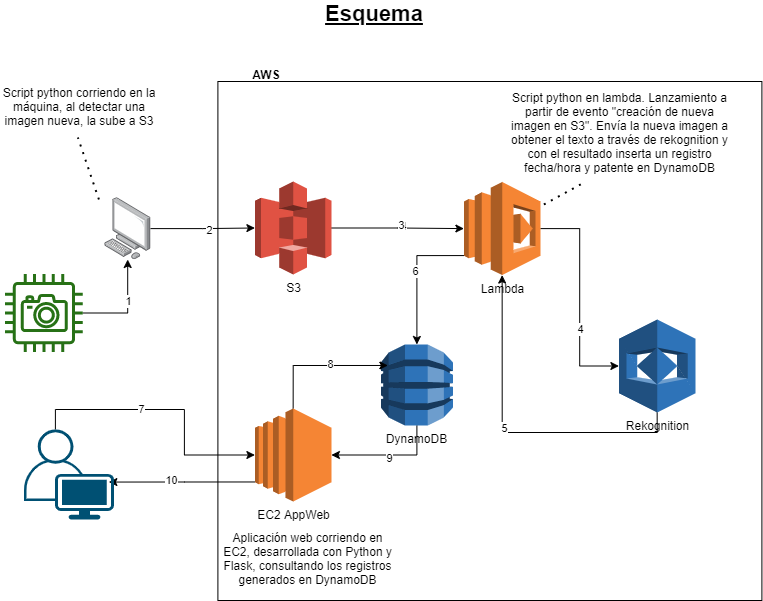 Esquema
AWS
Script python corriendo en la
máquina, al detectar una
imagen nueva, la sube a S3
Script python en lambda. Lanzamiento a
partir de evento "creación de nueva
imagen en S3". Envía la nueva imagen a
obtener el texto a través de rekognition y
con el resultado inserta un registro
fecha/hora y patente en DynamoDB
2
3
S3
Lambda
6
1
4
8
Rekognition
5
7
DynamoDB
9
10
EC2 AppWeb
Aplicación web corriendo en
EC2, desarrollada con Python y
Flask, consultando los registros
generados en DynamoDB